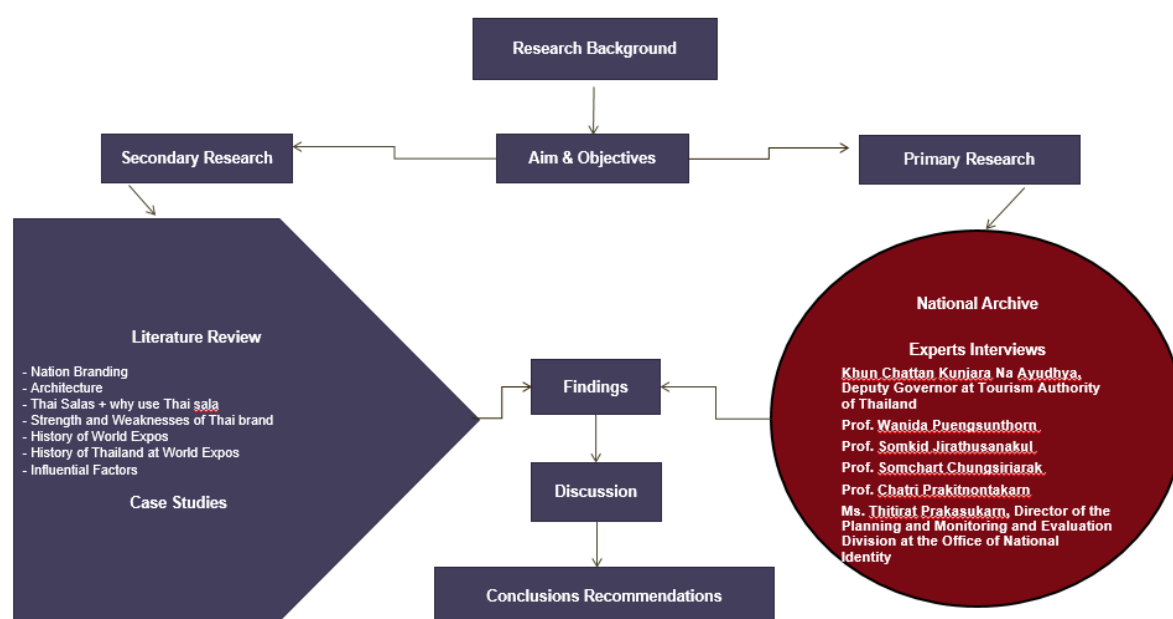 Research Background
Secondary Research
Aim & Objectives
Primary Research
Literature Review
- Nation Branding
- Architecture
- Thai Salas + why use Thai sala
- Strength and Weaknesses of Thai brand
- History of World Expos
- History of Thailand at World Expos
- Influential Factors
Case Studies
Findings
Discussion
Conclusions Recommendations
National Archive
Experts Interviews
Khun Chattan Kunjara Na Ayudhya,
Deputy Governor at Tourism Authority
of Thailand
Prof. Wanida Puengsunthorn
Prof. Somkid Jirathusanakul
Prof. Somchart Chungsiriarak
Prof. Chatri Prakitnontakarn
Ms. Thitirat Prakasukarn, Director of the
Planning and Monitoring and Evaluation
Division at the Office of National
Identity